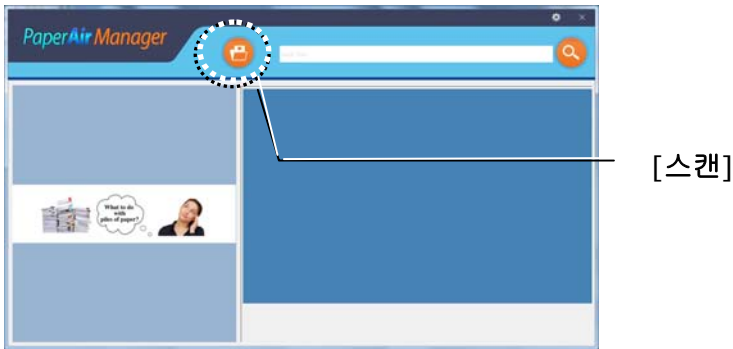 PaperAir Manager
What to do
with
piles of paper?
[스캔]